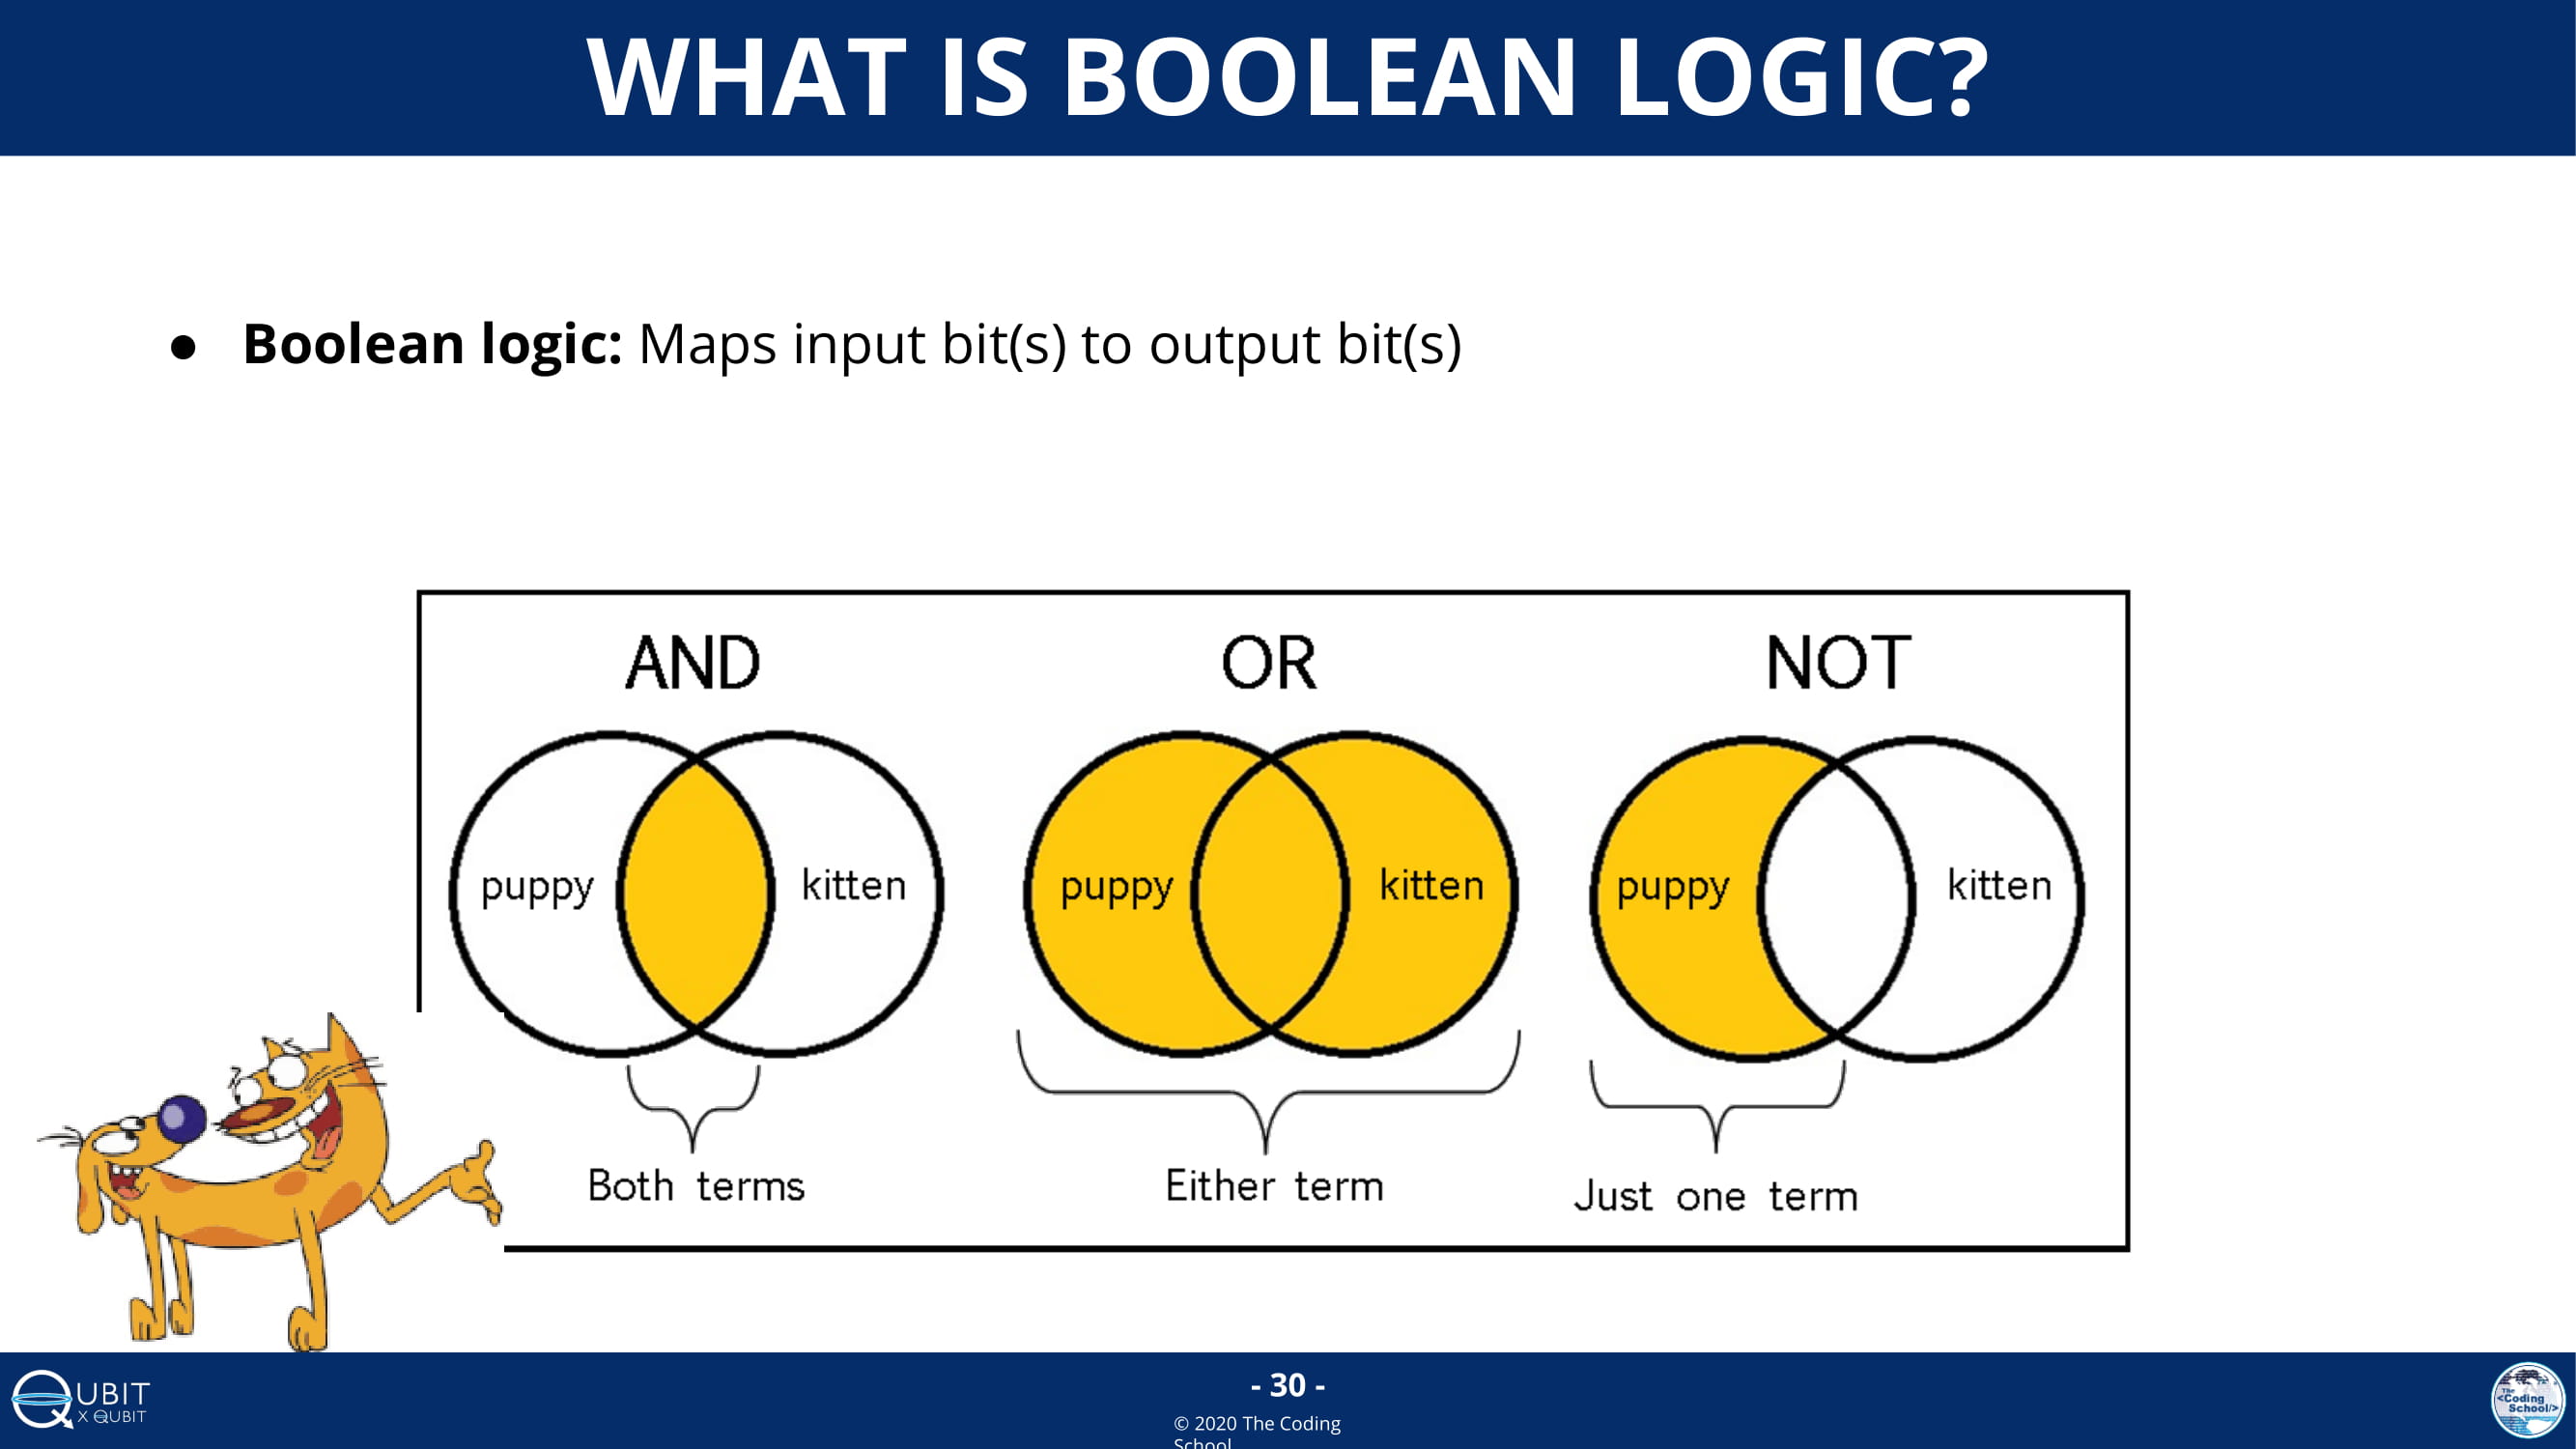 WHAT IS BOOLEAN LOGIC?
● Boolean logic: Maps input bit(s) to output bit(s)
AND OR NOT
puppy kitten puppy kitten puppy kitten
Both terms Either term Just one term
QUBIT
X QUBIT
- 30 -
© 2020 The Coding
School
The
<Coding
School/>